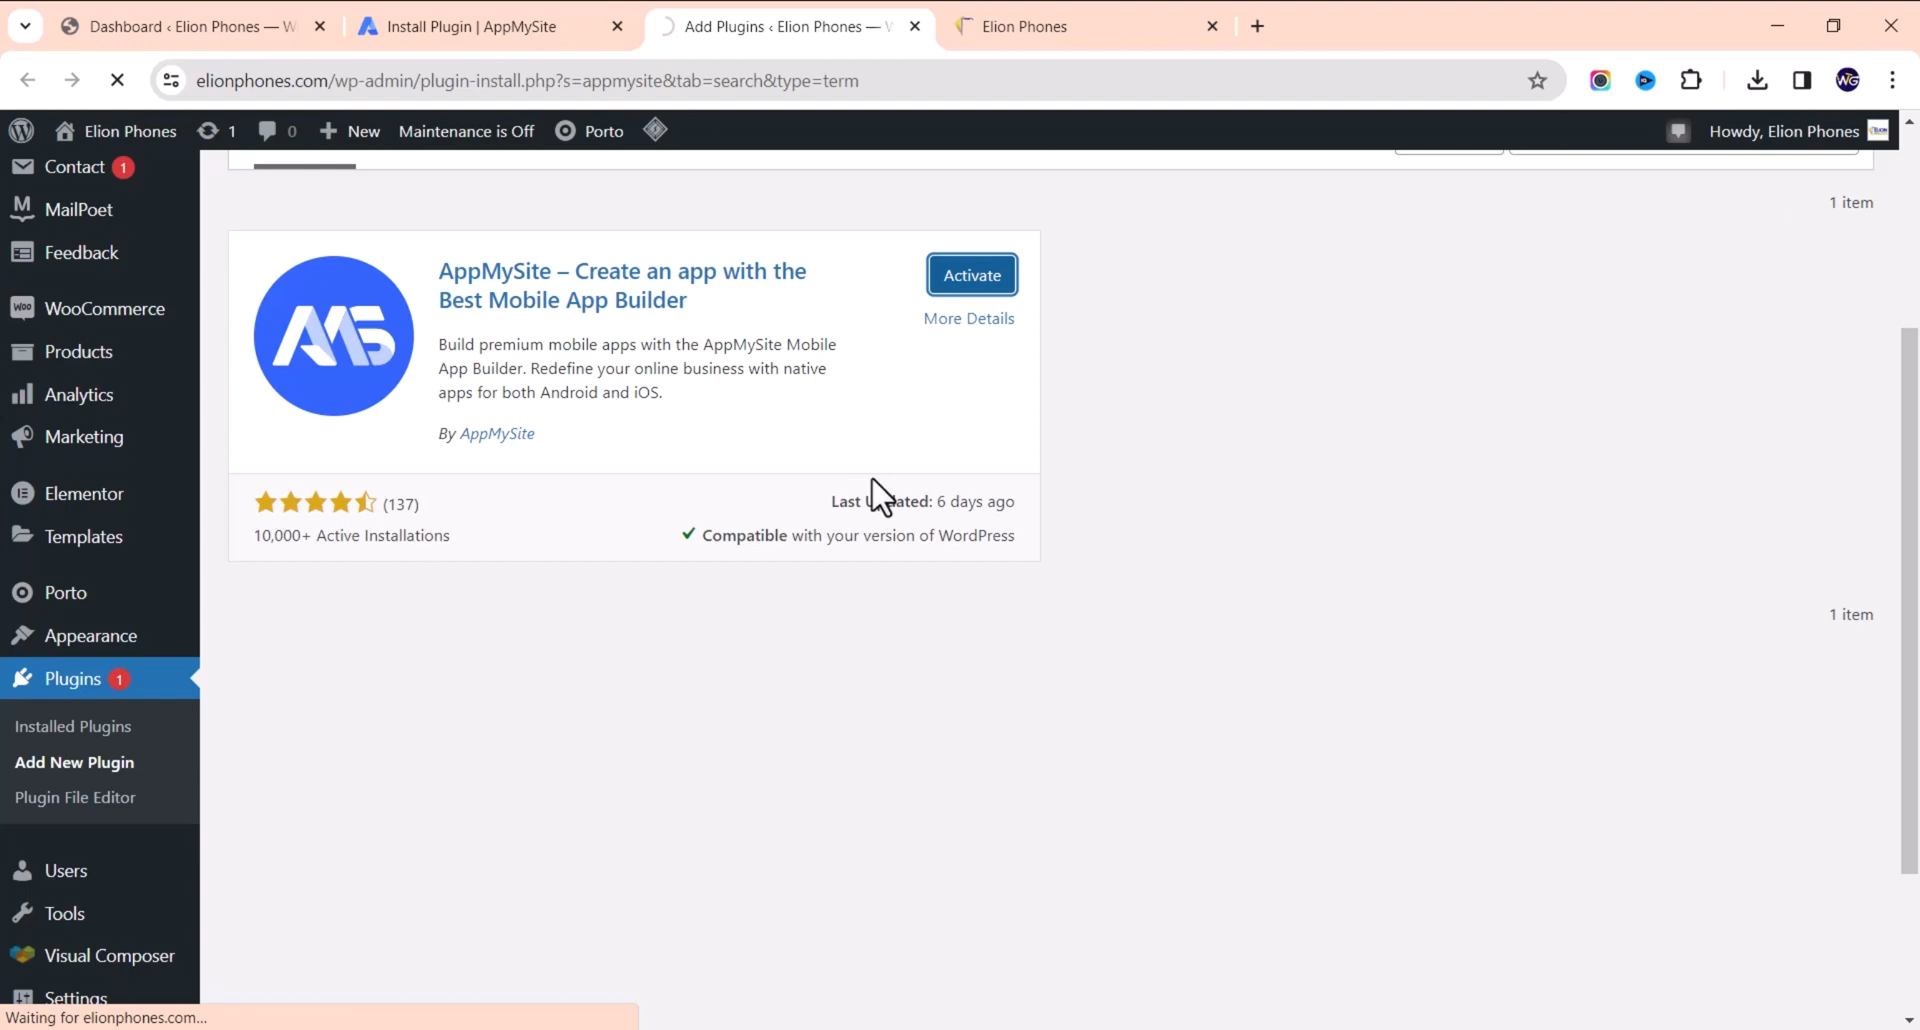 Dashboard ‹ Elion Phones — W
Install Plugin | AppMySite
Add Plugins ‹ Elion Phones — W
Elion Phones
elionphones.com/wp-admin/plugin-install.php?s=appmysite&tab=search&type=term
WG
Elion Phones
1
0
New
Maintenance is Off
Porto
Howdy, Elion Phones
Contact 1
MailPoet
Feedback
WooCommerce
Products
Analytics
Marketing
Elementor
Templates
Porto
Appearance
Plugins 1
Installed Plugins
Add New Plugin
Plugin File Editor
Users
Tools
Visual Composer
Settings
1 item
AMS
AppMySite – Create an app with the
Best Mobile App Builder
Activate
More Details
Build premium mobile apps with the AppMySite Mobile
App Builder. Redefine your online business with native
apps for both Android and iOS.
By AppMySite
(137)
Last Updated: 6 days ago
10,000+ Active Installations
Compatible with your version of WordPress
1 item
Waiting for elionphones.com...